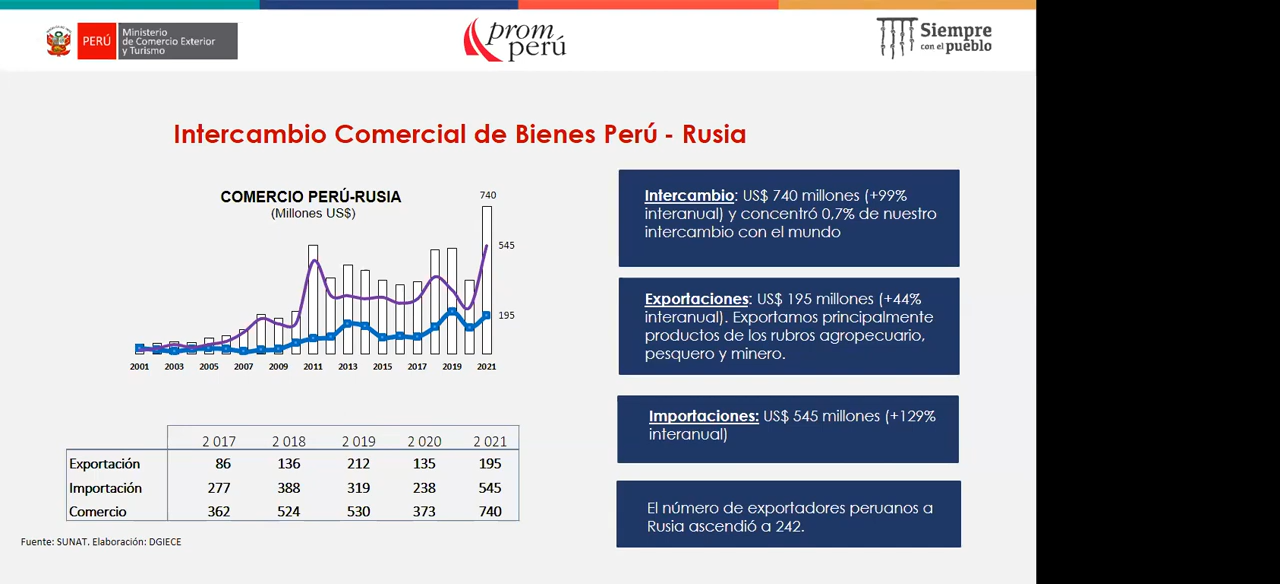 PERÚ
Ministerio
de Comercio Exterior
y Turismo
prom
perú
Siempre
con el pueblo
Intercambio Comercial de Bienes Perú - Rusia
COMERCIO PERÚ-RUSIA
(Millones US$)
740
545
195
2001 2003 2005 2007 2009 2011 2013 2015 2017 2019 2021
2 017 2 018 2 019 2 020 2 021
Exportación 86 136 212 135 195
Importación 277 388 319 238 545
Comercio 362 524 530 373 740
Fuente: SUNAT. Elaboración: DGIECE
Intercambio: US$ 740 millones (+99%
interanual) y concentró 0,7% de nuestro
intercambio con el mundo
Exportaciones: US$ 195 millones (+44%
interanual). Exportamos principalmente
productos de los rubros agropecuario,
pesquero y minero.
Importaciones: US$ 545 millones (+129%
interanual)
El número de exportadores peruanos a
Rusia ascendió a 242.